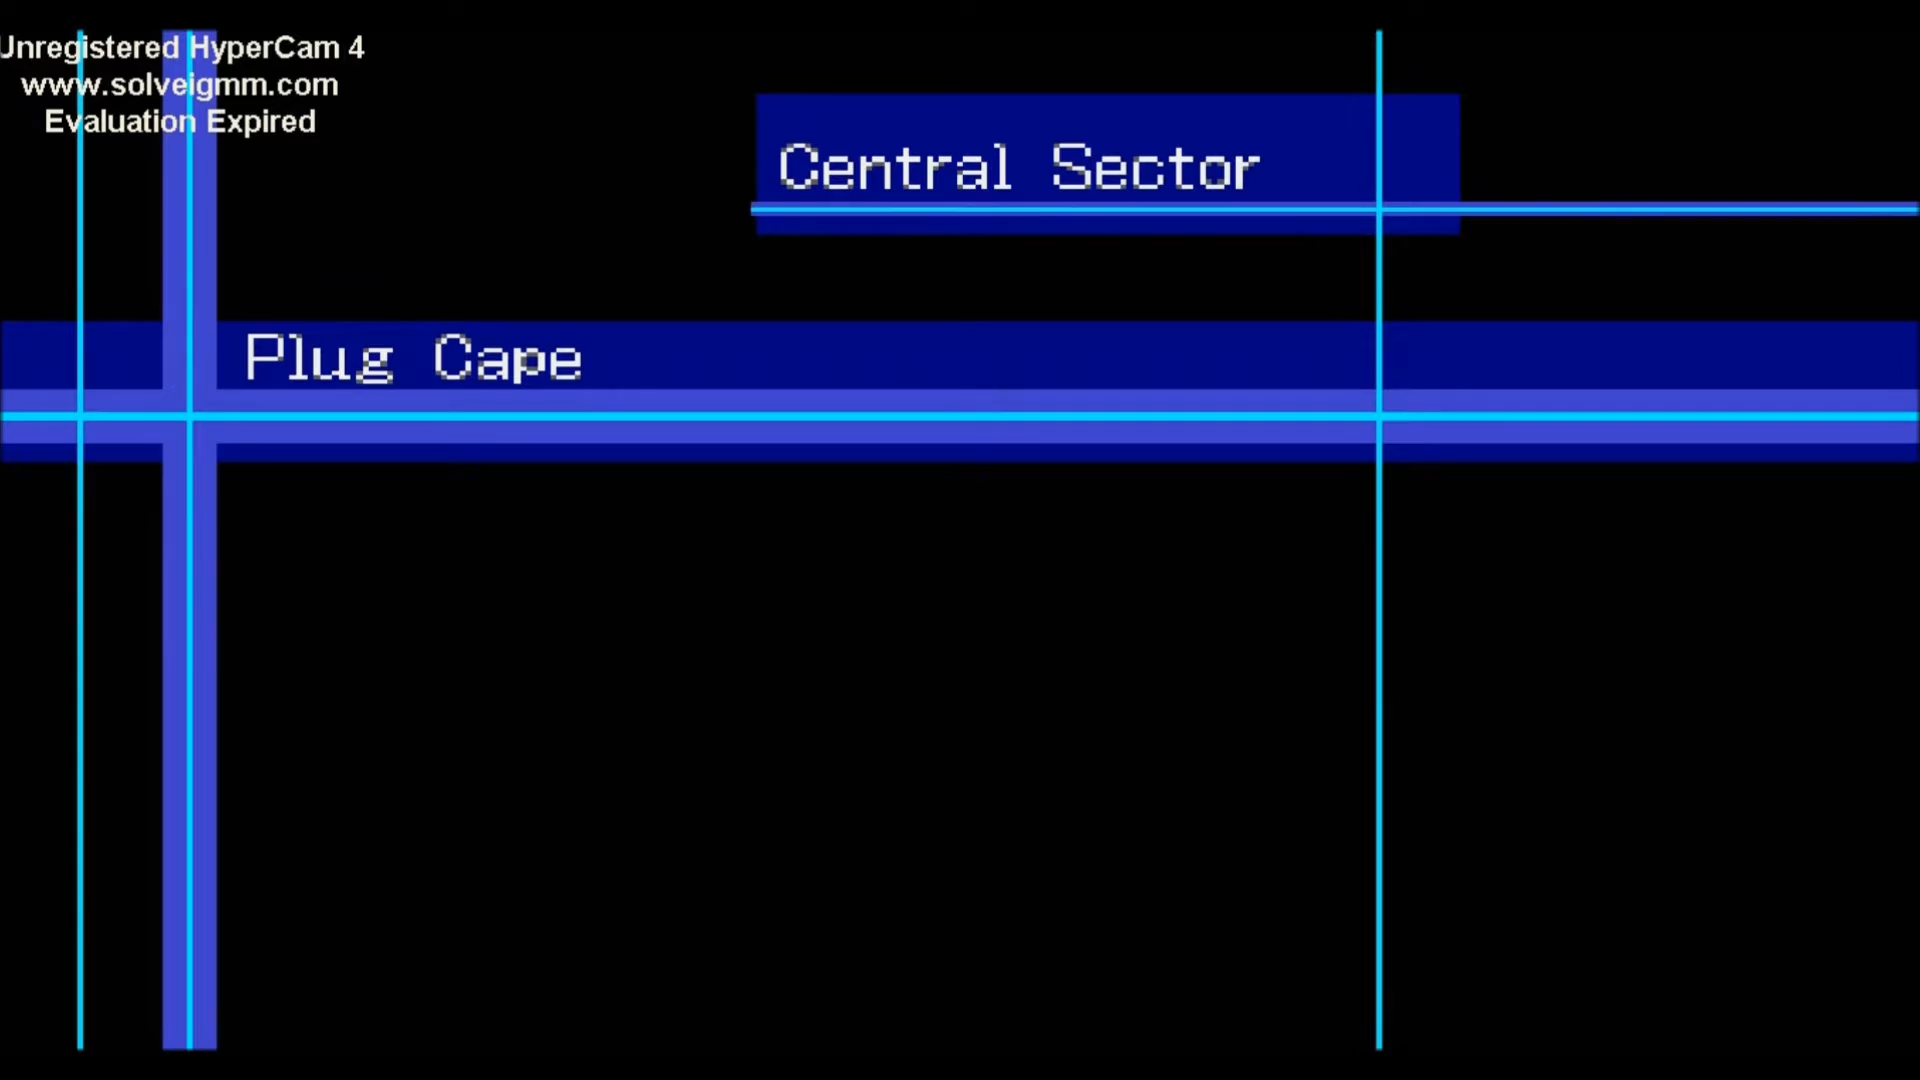 Unregistered HyperCam 4
www.solveigmm.com
Evaluation Expired
Central Sector
Plug Cape